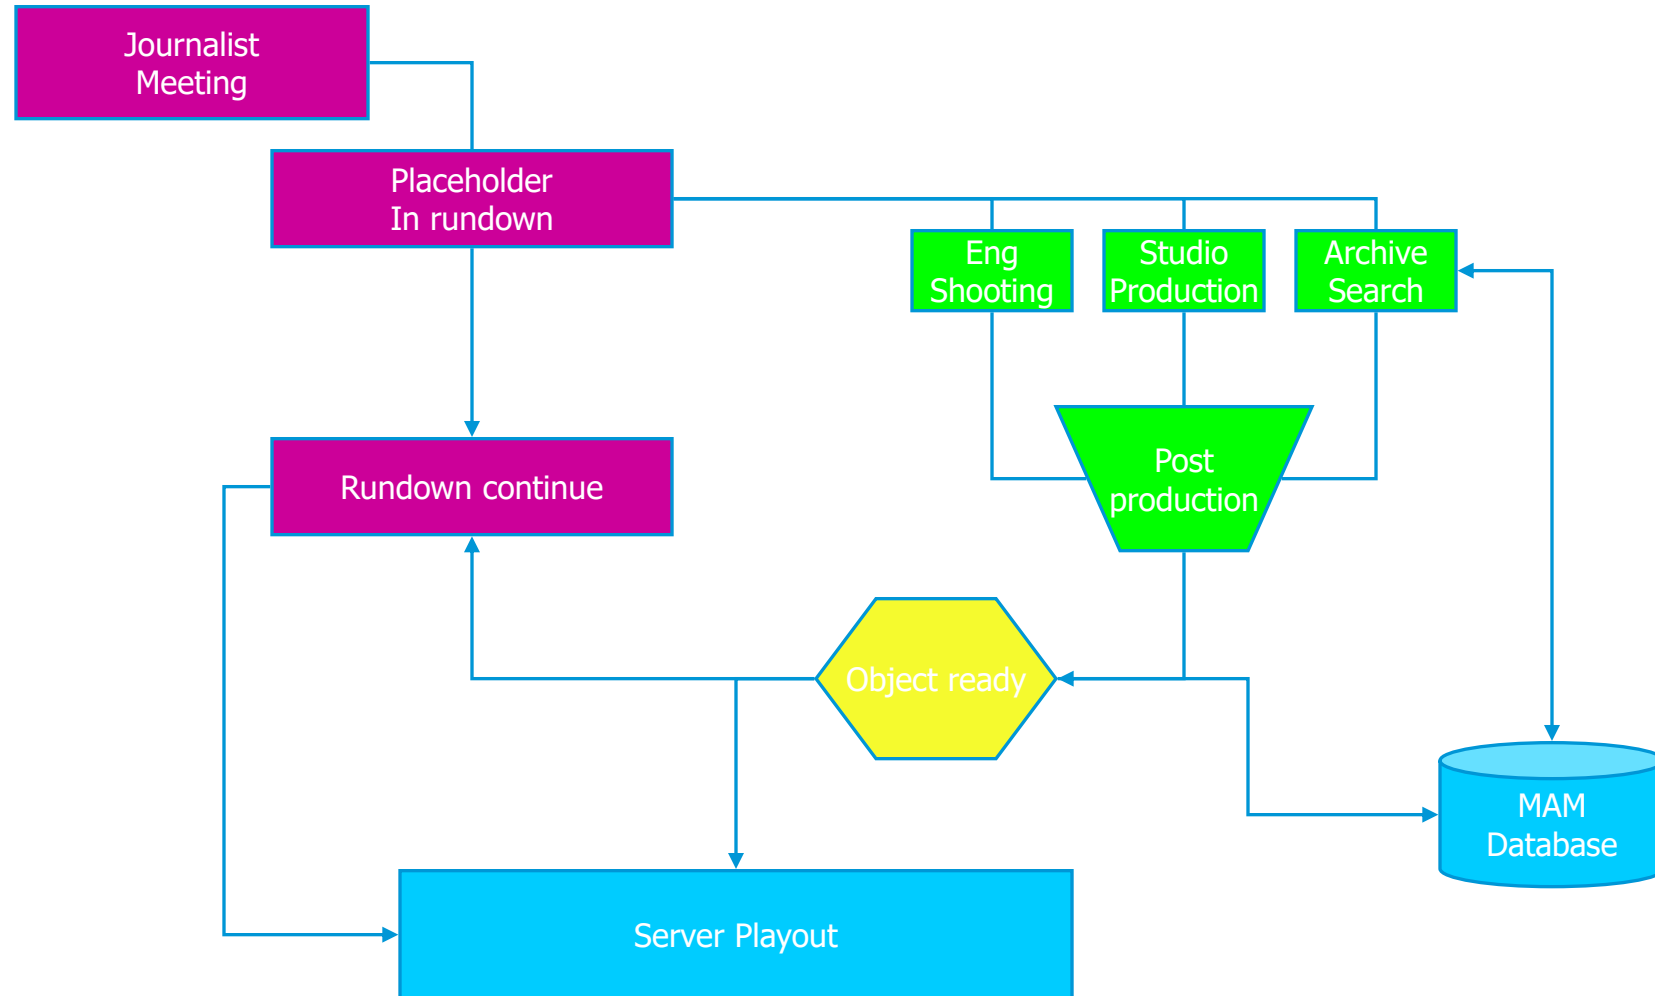 Journalist
Meeting
Placeholder
In rundown
Eng
Shooting
Studio
Production
Archive
Search
Rundown continue
Post
production
Object ready
MAM
Database
Server Playout